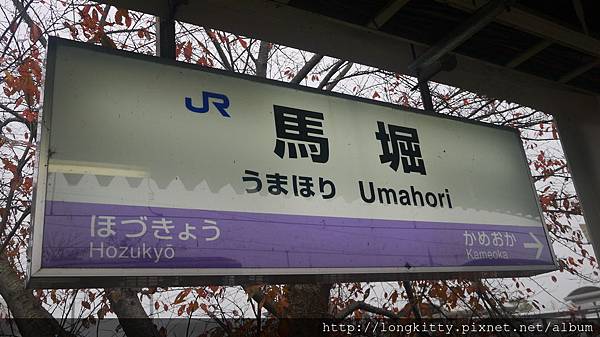 JR 馬堀
うまほり Umahori
ほづきょう かめおか →
Hozukyō Kameoka
http://longkitty.pixnet.net/album